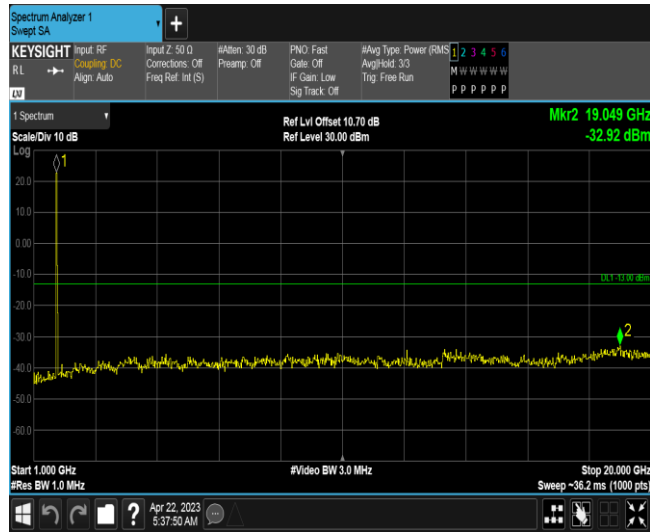 Spectrum Analyzer 1
Swept SA
+
KEYSIGHT Input: RF Input Z: 50 Ω #Atten: 30 dB PNO: Fast #Avg Type: Power (RMS 1 2 3 4 5 6
RL Coupling: DC Corrections: Off Preamp: Off Gate: Off Avg|Hold: 3/3 M W W W W W
Align: Auto Freq Ref: Int (S) IF Gain: Low Trig: Free Run
Sig Track: Off P P P P P P
LXI
1 Spectrum
Ref Lvl Offset 10.70 dB Mkr2 19.049 GHz
Scale/Div 10 dB Ref Level 30.00 dBm -32.92 dBm
Log
1
20.0
10.0
0.00
-10.0
DL1 -13.00 dBm
-20.0
-30.0
2
-40.0
-50.0
-60.0
Start 1.000 GHz #Video BW 3.0 MHz Stop 20.000 GHz
#Res BW 1.0 MHz Sweep ~36.2 ms (1000 pts)
? Apr 22, 2023
5:37:50 AM